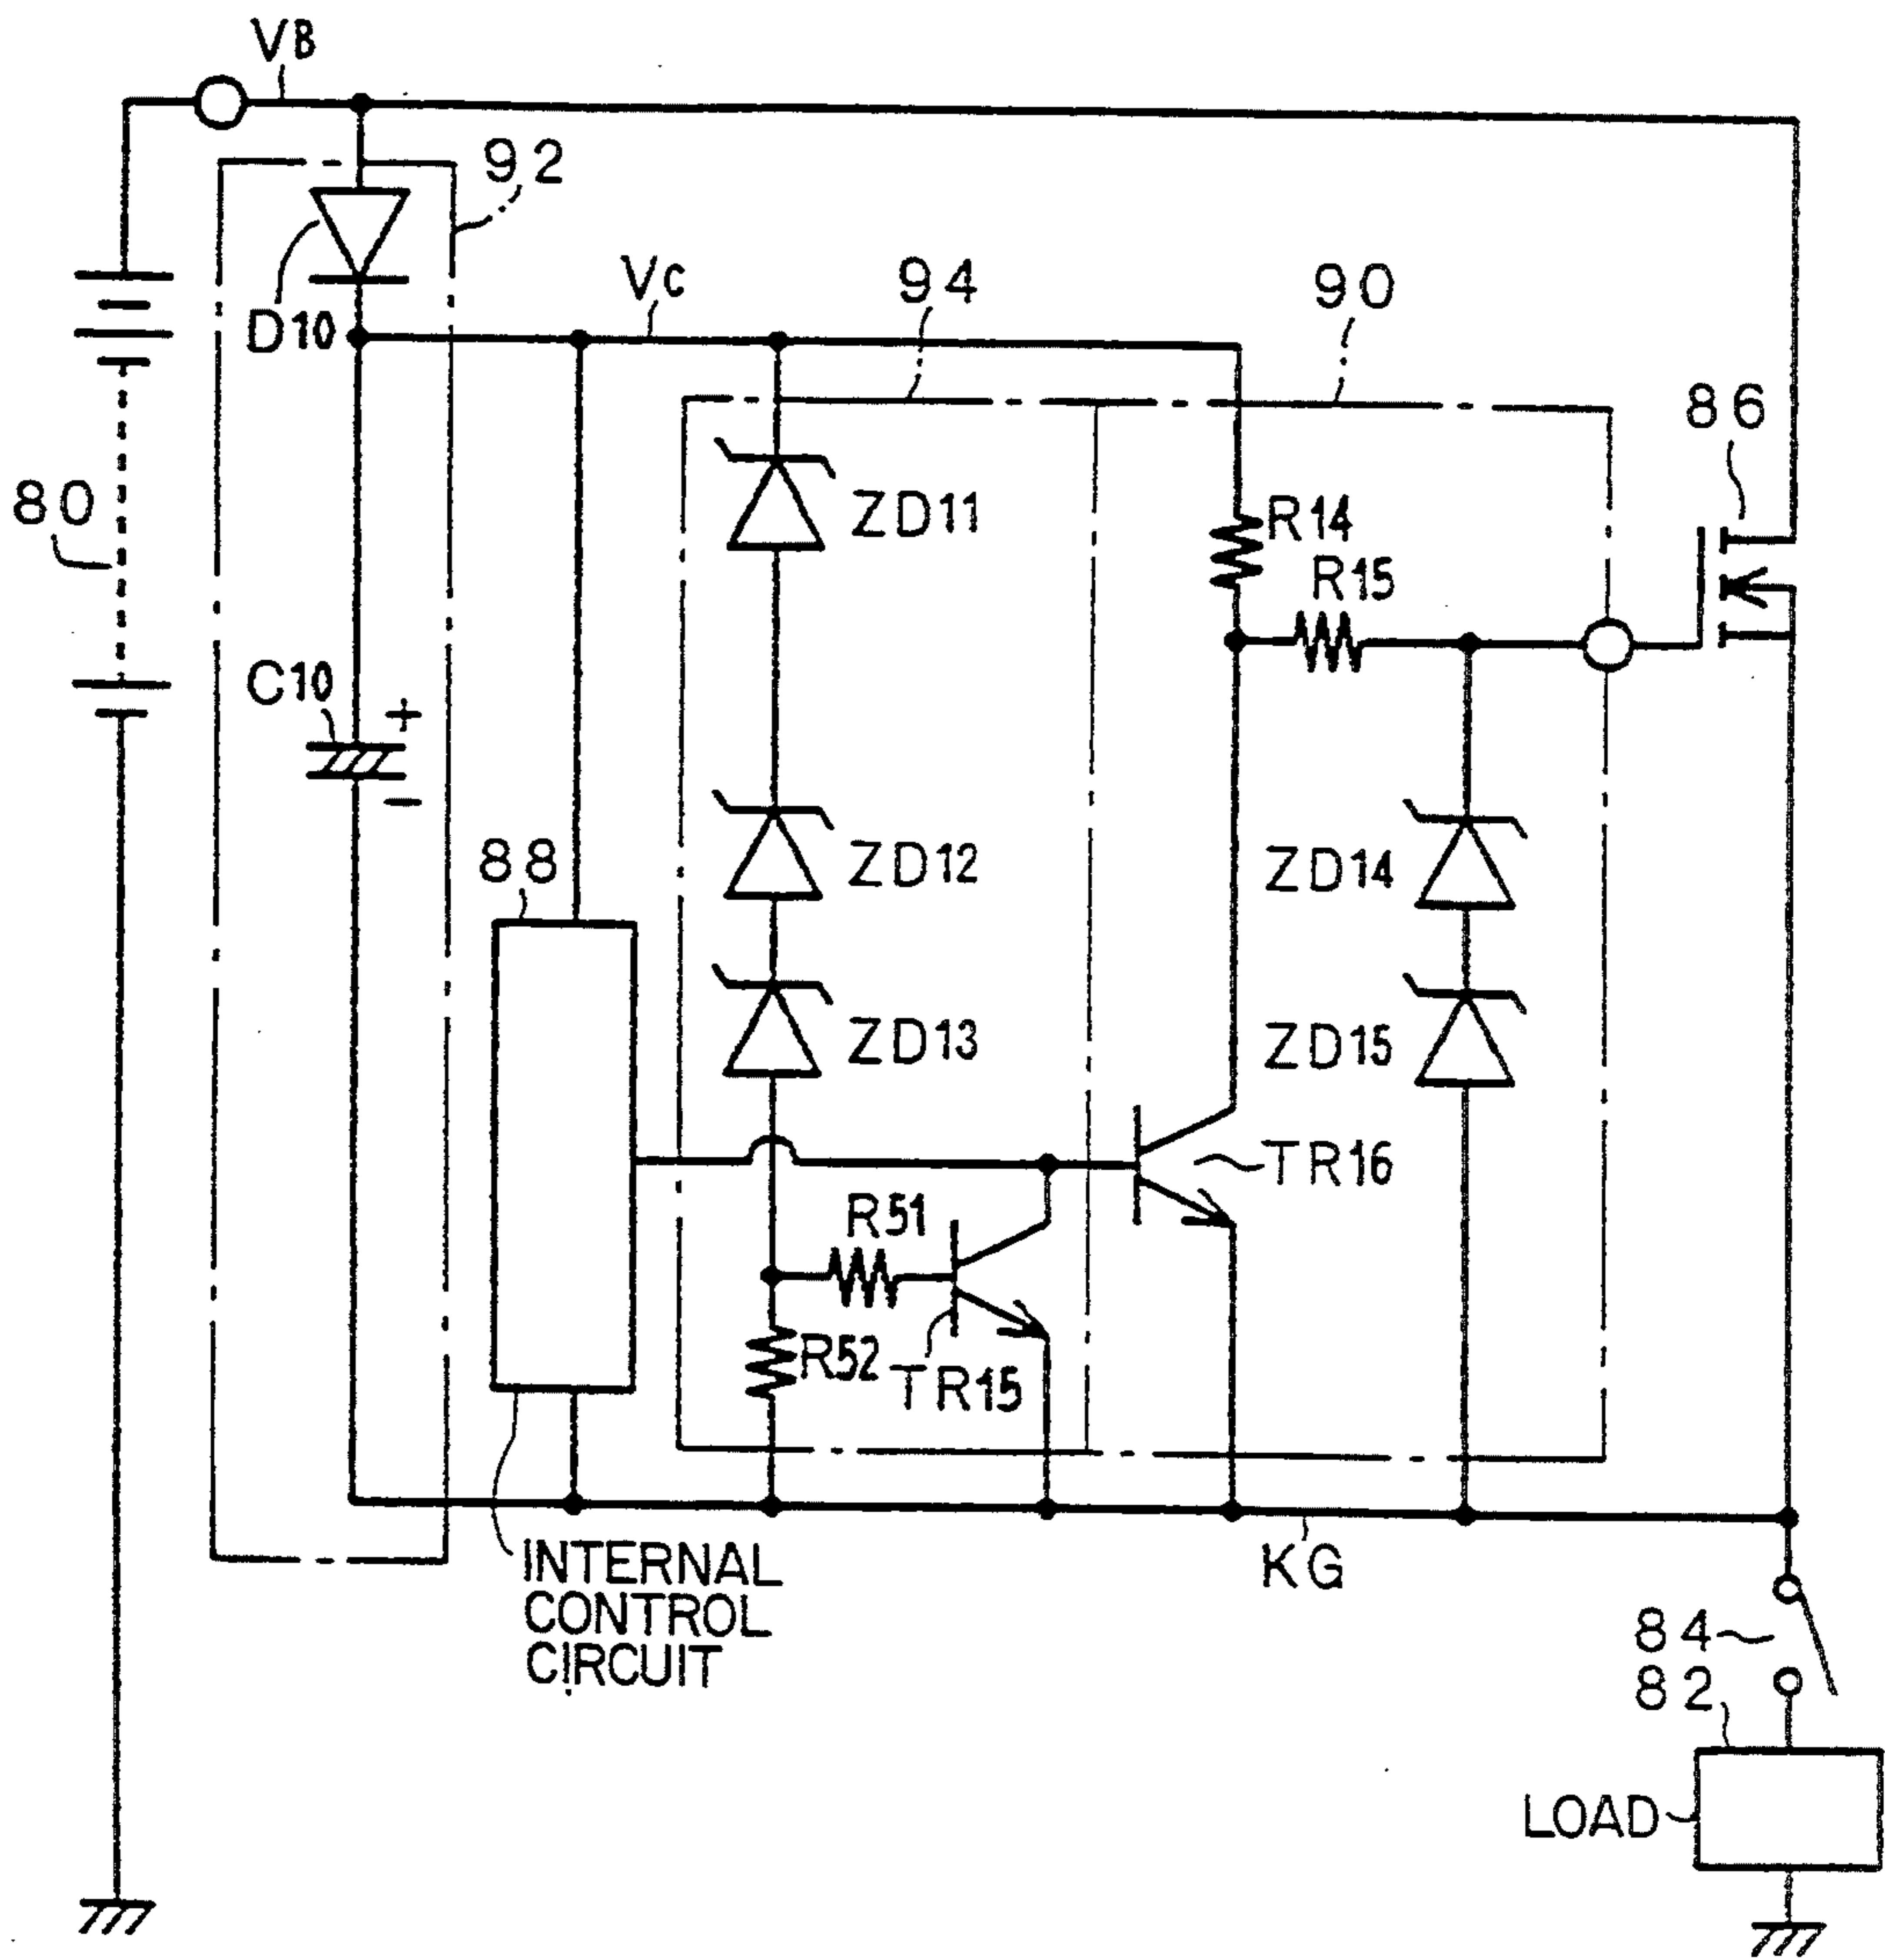 VB
92
D10
VC
94
90
86
80
ZD11
R14
R15
C10
+
−
88
ZD12
ZD14
ZD13
ZD15
TR16
R51
R52
TR15
KG
INTERNAL
CONTROL
CIRCUIT
84
82
LOAD